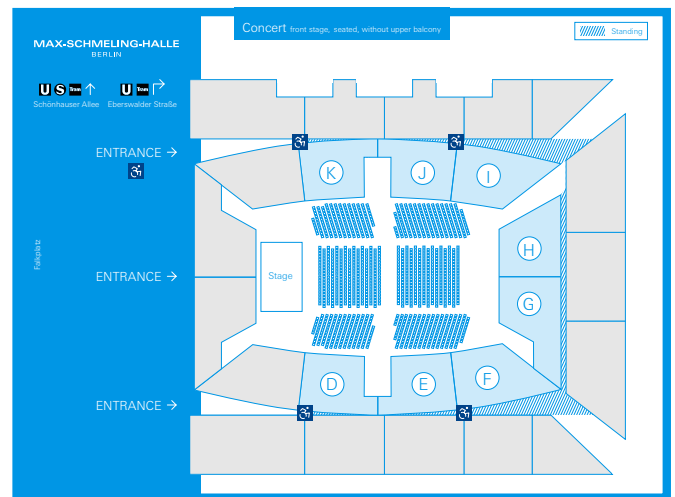 Concert front stage, seated, without upper balcony
Standing
MAX-SCHMELING-HALLE
BERLIN
U S Tram U Tram
Schönhauser Allee Eberswalder Straße
ENTRANCE
K
J
I
H
Falkplatz
ENTRANCE
Stage
G
D
E
F
ENTRANCE